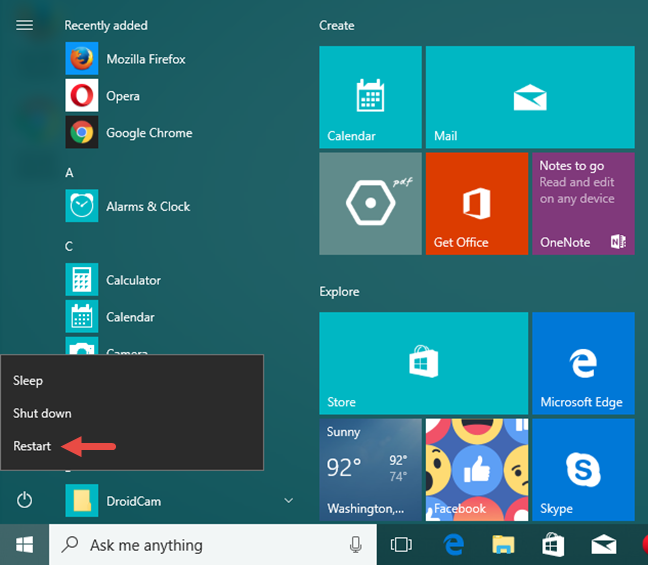 Recently added
Mozilla Firefox
Opera
Google Chrome
A
Alarms & Clock
C
Calculator
Calendar
Camera
Sleep
Shut down
Restart
DroidCam
Create
Calendar
Mail
pdf
Get Office
Notes to go
Read and edit
on any device
OneNote
Explore
Store
Microsoft Edge
Sunny
92°
92°
74°
Washington,...
Facebook
Skype
Ask me anything